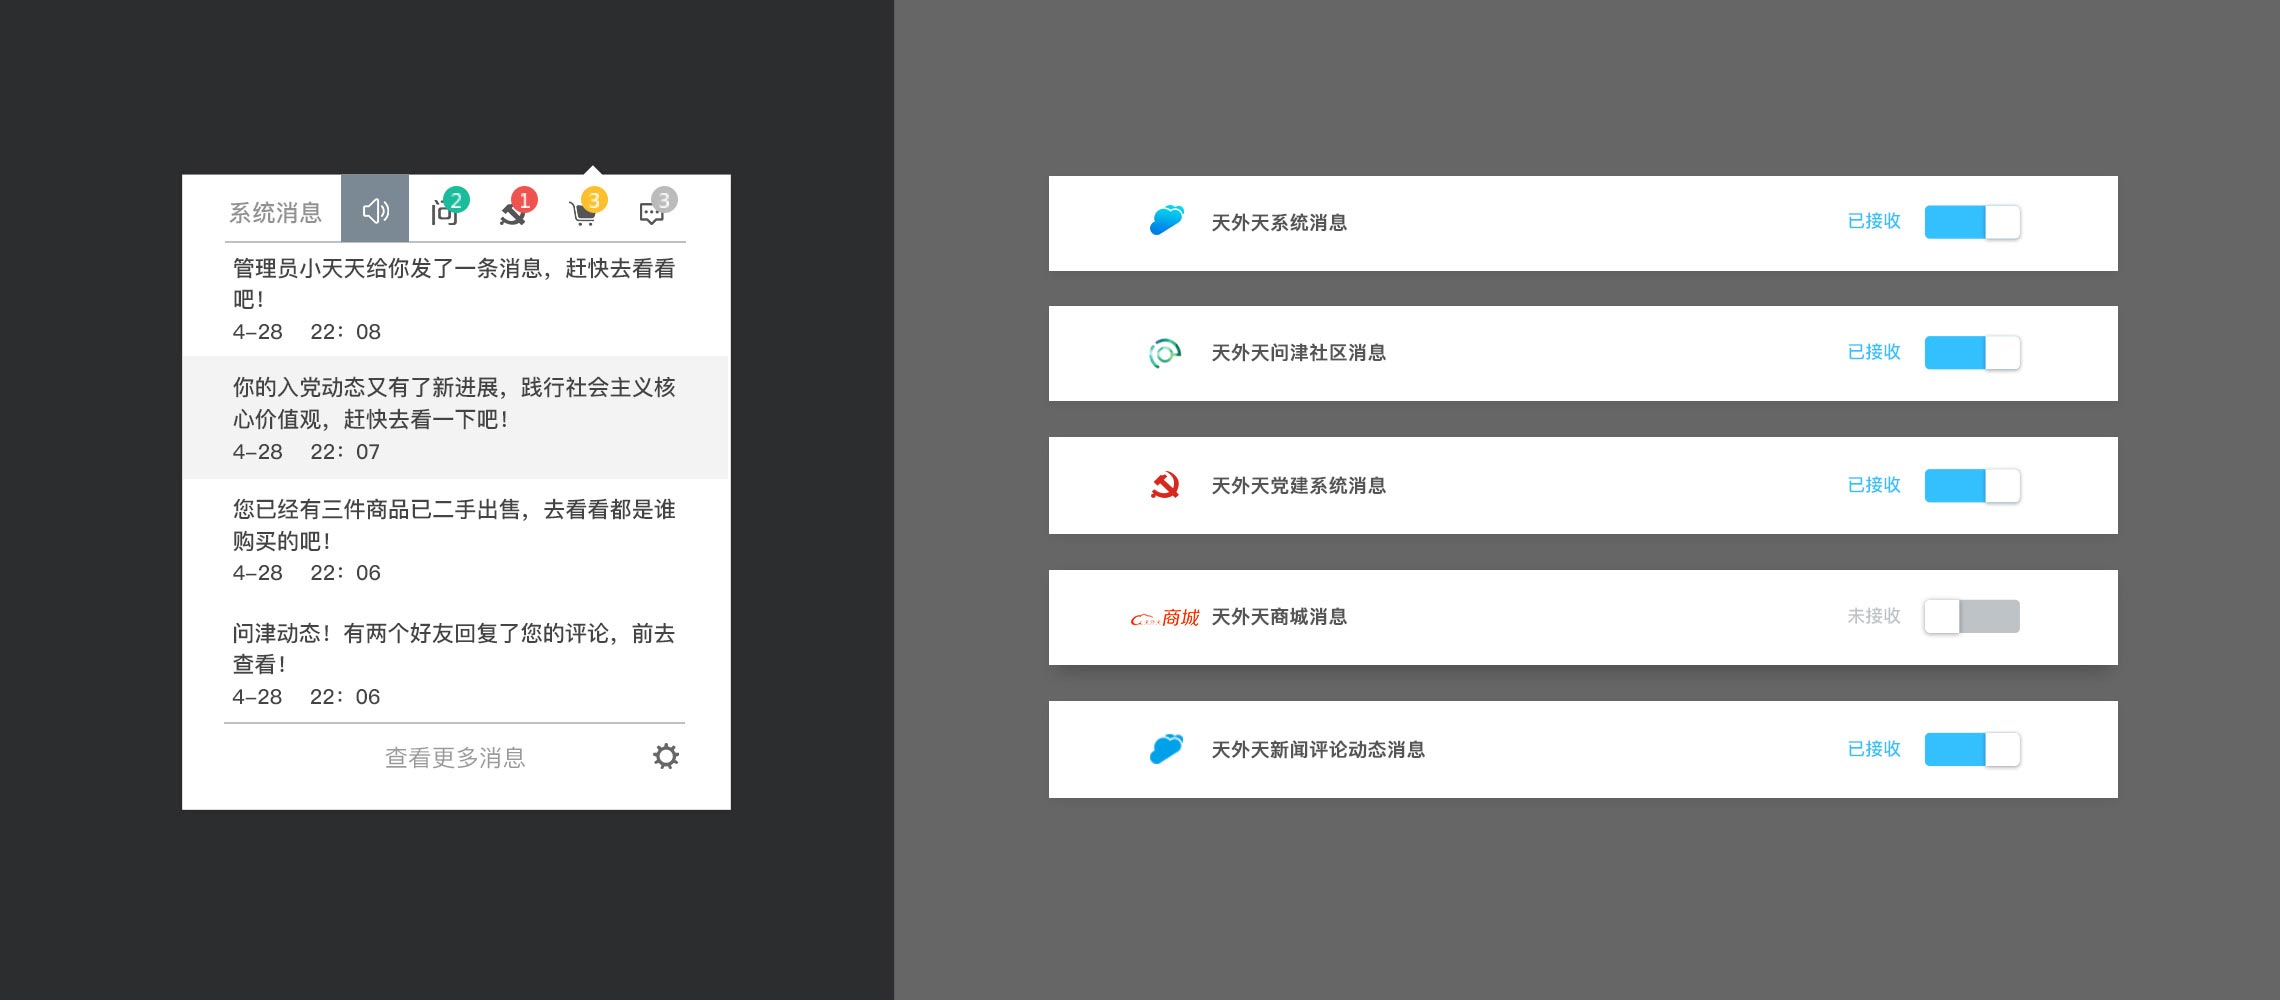 系统消息
问 2 1 3 3
管理员小天天给你发了一条消息，赶快去看看
吧！
4-28 22：08
你的入党动态又有了新进展，践行社会主义核
心价值观，赶快去看一下吧！
4-28 22：07
您已经有三件商品已二手出售，去看看都是谁
购买的吧！
4-28 22：06
问津动态！有两个好友回复了您的评论，前去
查看！
4-28 22：06
查看更多消息
天外天系统消息 已接收
天外天问津社区消息 已接收
天外天党建系统消息 已接收
商城 天外天商城消息 未接收
天外天新闻评论动态消息 已接收